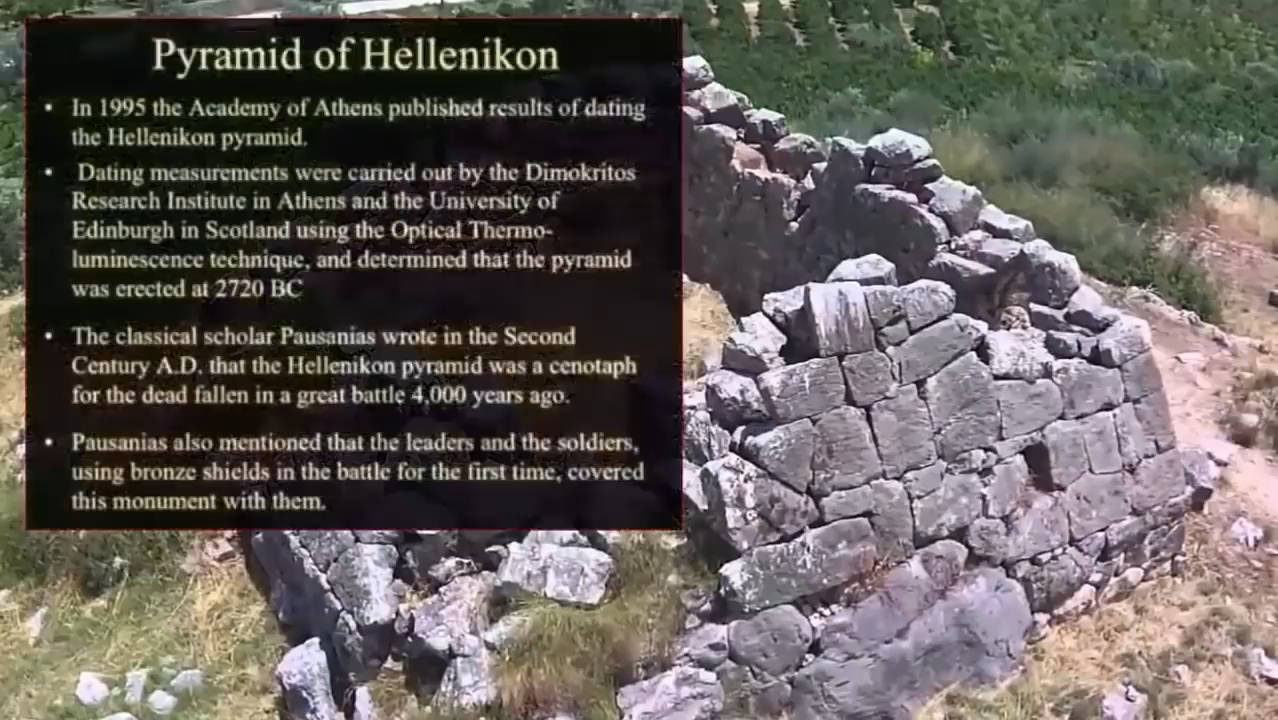 Pyramid of Hellenikon
• In 1995 the Academy of Athens published results of dating
the Hellenikon pyramid.
• Dating measurements were carried out by the Dimokritos
Research Institute in Athens and the University of
Edinburgh in Scotland using the Optical Thermo-
luminescence technique, and determined that the pyramid
was erected at 2720 BC
• The classical scholar Pausanias wrote in the Second
Century A.D. that the Hellenikon pyramid was a cenotaph
for the dead fallen in a great battle 4,000 years ago.
• Pausanias also mentioned that the leaders and the soldiers,
using bronze shields in the battle for the first time, covered
this monument with them.